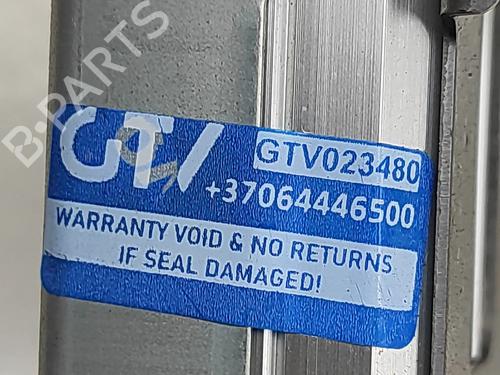 B-PARTS
GTV
GTV023480
+37064446500
WARRANTY VOID & NO RETURNS
IF SEAL DAMAGED!